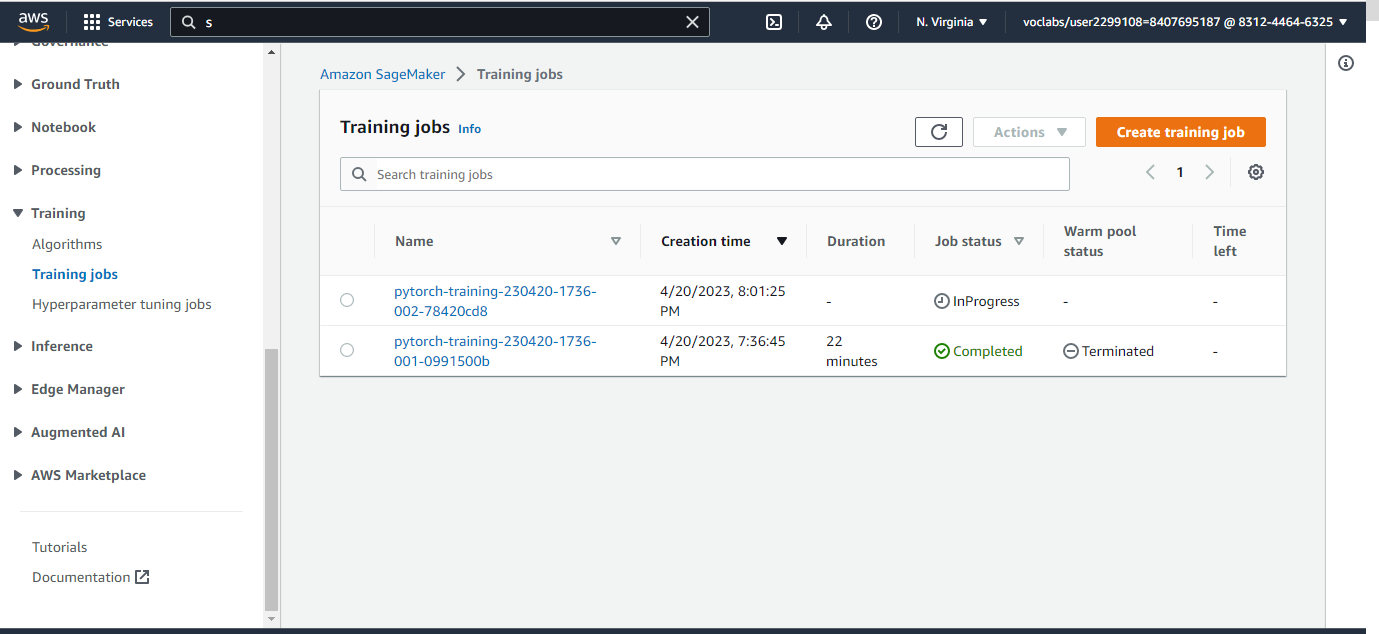 aws
Services
s
N. Virginia
voclabs/user2299108=8407695187 @ 8312-4464-6325
Governance
Ground Truth
Notebook
Processing
Training
Algorithms
Training jobs
Hyperparameter tuning jobs
Inference
Edge Manager
Augmented AI
AWS Marketplace
Tutorials
Documentation
Amazon SageMaker > Training jobs
Training jobs Info
Actions
Create training job
Search training jobs
1
Name
Creation time
Duration
Job status
Warm pool
status
Time
left
pytorch-training-230420-1736-
002-78420cd8
4/20/2023, 8:01:25
PM
-
InProgress
-
-
pytorch-training-230420-1736-
001-0991500b
4/20/2023, 7:36:45
PM
22
minutes
Completed
Terminated
-